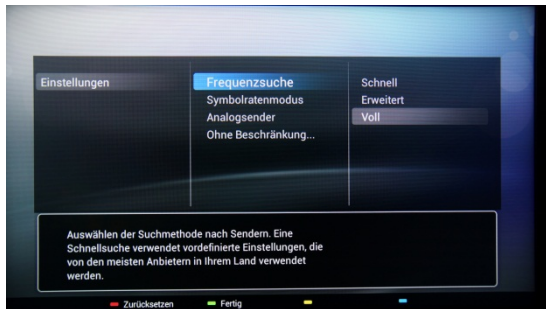 Einstellungen
Frequenzsuche
Symbolratenmodus
Analogsender
Ohne Beschränkung...
Schnell
Erweitert
Voll
Auswählen der Suchmethode nach Sendern. Eine
Schnellsuche verwendet vordefinierte Einstellungen, die
von den meisten Anbietern in Ihrem Land verwendet
werden.
Zurücksetzen
Fertig